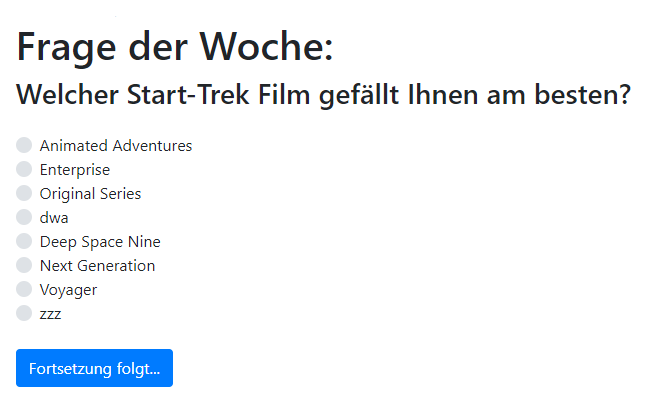 Frage der Woche:
Welcher Start-Trek Film gefällt Ihnen am besten?
Animated Adventures
Enterprise
Original Series
dwa
Deep Space Nine
Next Generation
Voyager
zzz
Fortsetzung folgt...